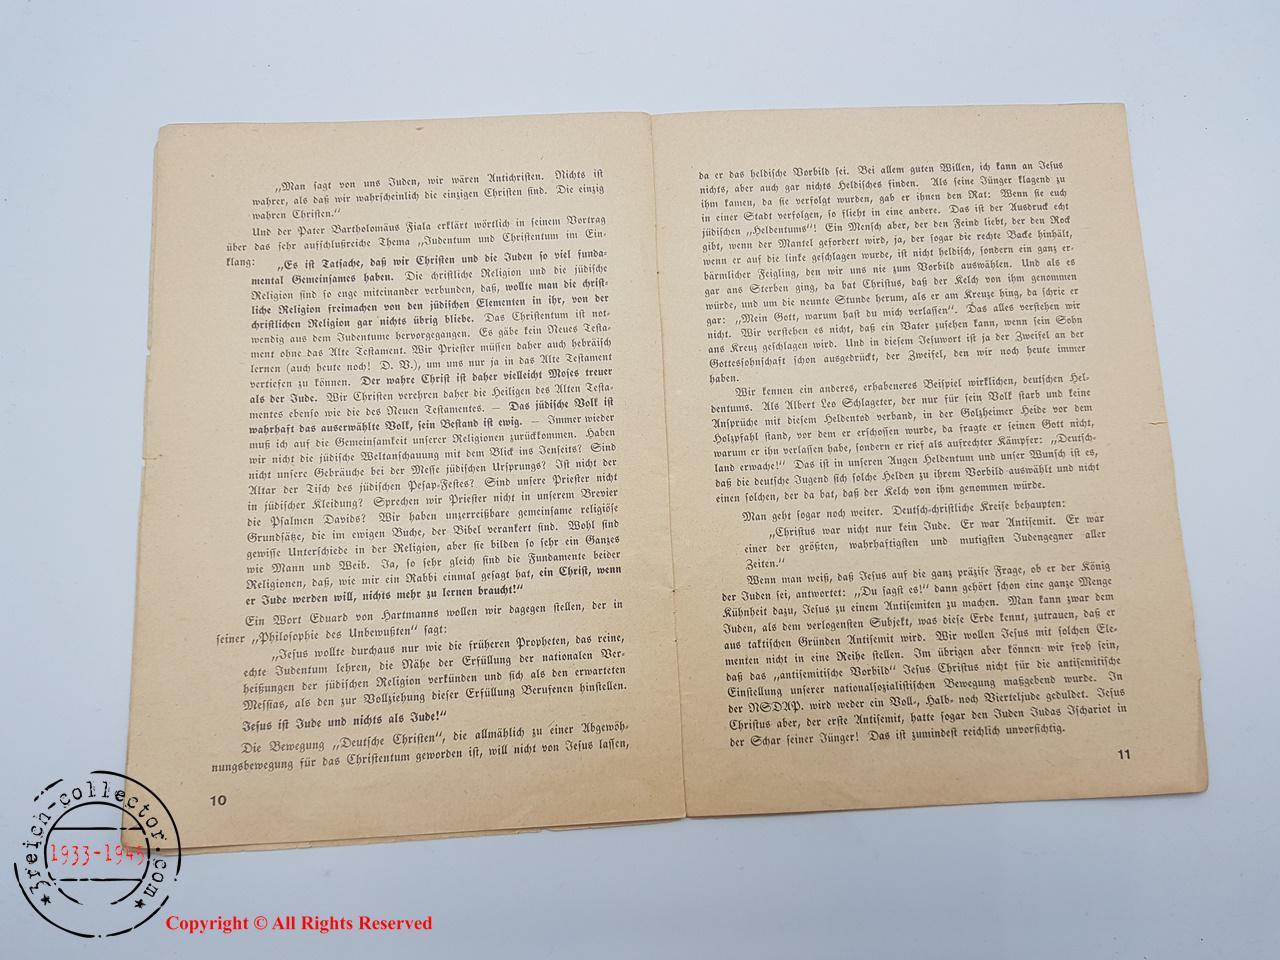 „Man sagt von uns Juden, wir wären Antichristen. Nichts ist
wahrer, als daß wir wahrscheinlich die einzigen Christen sind. Die einzig
wahren Christen.“
Und der Pater Bartholomäus Fiala erklärt wörtlich in seinem Vortrag
über das sehr aufschlußreiche Thema „Judentum und Christentum im Ein-
klang:
„Es ist Tatsache, daß wir Christen und die Juden so viel funda-
mental Gemeinsames haben. Die christliche Religion und die jüdische
Religion sind so enge miteinander verbunden, daß, wollte man die christ-
liche Religion freimachen von den jüdischen Elementen in ihr, von der
christlichen Religion gar nichts übrig bliebe. Das Christentum ist not-
wendig aus dem Judentume hervorgegangen. Es gäbe kein Neues Testa-
ment ohne das Alte Testament. Wir Priester müssen daher auch hebräisch
lernen (auch heute noch! D. V.), um uns nur ja in das Alte Testament
vertiefen zu können. Der wahre Christ ist daher vielleicht Moses treuer
als der Jude. Wir Christen verehren daher die Heiligen des Alten Testa-
mentes ebenso wie die des Neuen Testamentes. — Das jüdische Volk ist
wahrhaft das auserwählte Volk, sein Bestand ist ewig. — Immer wieder
muß ich auf die Gemeinsamkeit unserer Religionen zurückkommen. Haben
wir nicht die jüdische Weltanschauung mit dem Blick ins Jenseits? Sind
nicht unsere Gebräuche bei der Messe jüdischen Ursprungs? Ist nicht der
Altar der Tisch des jüdischen Pesap-Festes? Sind unsere Priester nicht
in jüdischer Kleidung? Sprechen wir Priester nicht in unserem Brevier
die Psalmen Davids? Wir haben unzerreißbare gemeinsame religiöse
Grundsätze, die im ewigen Buche, der Bibel verankert sind. Wohl sind
gewisse Unterschiede in der Religion, aber sie bilden so sehr ein Ganzes
wie Mann und Weib. Ja, so sehr gleich sind die Fundamente beider
Religionen, daß, wie mir ein Rabbi einmal gesagt hat, ein Christ, wenn
er Jude werden will, nichts mehr zu lernen braucht!“
Ein Wort Eduard von Hartmanns wollen wir dagegen stellen, der in
seiner „Philosophie des Unbewußten“ sagt:
„Jesus wollte durchaus nur wie die früheren Propheten, das reine,
echte Judentum lehren, die Nähe der Erfüllung der nationalen Ver-
heißungen der jüdischen Religion verkünden und sich als den erwarteten
Messias, als den zur Vollziehung dieser Erfüllung Berufenen hinstellen.
Jesus ist Jude und nichts als Jude!“
Die Bewegung „Deutsche Christen“, die allmählich zu einer Abgewöh-
nungsbewegung für das Christentum geworden ist, will nicht von Jesus lassen,
10
da er das heldische Vorbild sei. Bei allem guten Willen, ich kann an Jesus
nichts, aber auch gar nichts Heldisches finden. Als seine Jünger klagend zu
ihm kamen, da sie verfolgt wurden, gab er ihnen den Rat: Wenn sie euch
in einer Stadt verfolgen, so flieht in eine andere. Das ist der Ausdruck echt
jüdischen „Heldentums“! Ein Mensch aber, der den Feind liebt, der den Rock
gibt, wenn der Mantel gefordert wird, ja, der sogar die rechte Backe hinhält,
wenn er auf die linke geschlagen wurde, ist nicht heldisch, sondern ein ganz er-
bärmlicher Feigling, den wir uns nie zum Vorbild auswählen. Und als es
gar ans Sterben ging, da bat Christus, daß der Kelch von ihm genommen
würde, und um die neunte Stunde herum, als er am Kreuze hing, da schrie er
gar: „Mein Gott, warum hast du mich verlassen“. Das alles verstehen wir
nicht. Wir verstehen es nicht, daß ein Vater zusehen kann, wenn sein Sohn
ans Kreuz geschlagen wird. Und in diesem Jesuwort ist ja der Zweifel an der
Gottessohnschaft schon ausgedrückt, der Zweifel, den wir noch heute immer
haben.
Wir kennen ein anderes, erhabeneres Beispiel wirklichen, deutschen Hel-
dentums. Als Albert Leo Schlageter, der nur für sein Volk starb und keine
Ansprüche mit diesem Heldentod verband, in der Golzheimer Heide vor dem
Holzpfahl stand, vor dem er erschossen wurde, da fragte er seinen Gott nicht,
warum er ihn verlassen habe, sondern er rief als aufrechter Kämpfer: „Deutsch-
land erwache!“ Das ist in unseren Augen Heldentum und unser Wunsch ist es,
daß die deutsche Jugend sich solche Helden zu ihrem Vorbild auswählt und nicht
einen solchen, der da bat, daß der Kelch von ihm genommen würde.
Man geht sogar noch weiter. Deutsch-christliche Kreise behaupten:
„Christus war nicht nur kein Jude. Er war Antisemit. Er war
einer der größten, wahrhaftigsten und mutigsten Judengegner aller
Zeiten.“
Wenn man weiß, daß Jesus auf die ganz präzise Frage, ob er der König
der Juden sei, antwortet: „Du sagst es!“ dann gehört schon eine ganze Menge
Kühnheit dazu, Jesus zu einem Antisemiten zu machen. Man kann zwar dem
Juden, als dem verlogensten Subjekt, was diese Erde kennt, zutrauen, daß er
aus taktischen Gründen Antisemit wird. Wir wollen Jesus mit solchen Ele-
menten nicht in eine Reihe stellen. Im übrigen aber können wir froh sein,
daß das „antisemitische Vorbild“ Jesus Christus nicht für die antisemitische
Einstellung unserer nationalsozialistischen Bewegung maßgebend wurde. In
der NSDAP. wird weder ein Voll-, Halb- noch Vierteljude geduldet. Jesus
Christus aber, der erste Antisemit, hatte sogar den Juden Judas Ischariot in
der Schar seiner Jünger! Das ist zumindest reichlich unvorsichtig.
11
3reich-collector.com
1933-1945
Copyright © All Rights Reserved